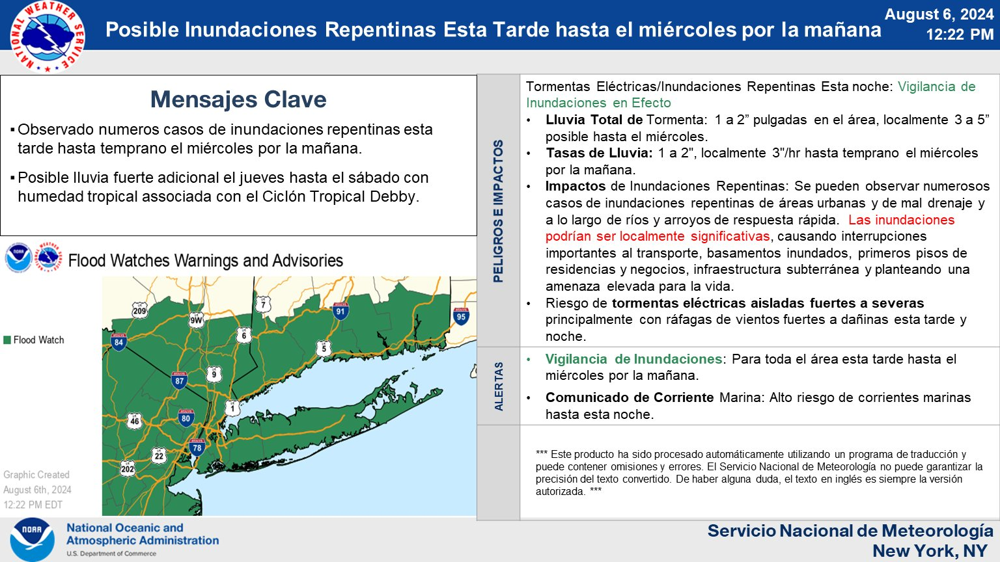 NATIONAL WEATHER SERVICE
Posible Inundaciones Repentinas Esta Tarde hasta el miércoles por la mañana
August 6, 2024
12:22 PM
Mensajes Clave
▪ Observado numeros casos de inundaciones repentinas esta
tarde hasta temprano el miércoles por la mañana.
▪ Posible lluvia fuerte adicional el jueves hasta el sábado con
humedad tropical associada con el Ciclón Tropical Debby.
NOAA
Flood Watches Warnings and Advisories
Flood Watch
209
9W
7
91
95
84
6
5
87
9
1
46
80
78
22
202
Graphic Created
August 6th, 2024
12:22 PM EDT
PELIGROS E IMPACTOS
Tormentas Eléctricas/Inundaciones Repentinas Esta noche: Vigilancia de
Inundaciones en Efecto
• Lluvia Total de Tormenta: 1 a 2” pulgadas en el área, localmente 3 a 5”
posible hasta el miércoles.
• Tasas de Lluvia: 1 a 2", localmente 3"/hr hasta temprano el miércoles
por la mañana.
• Impactos de Inundaciones Repentinas: Se pueden observar numerosos
casos de inundaciones repentinas de áreas urbanas y de mal drenaje y
a lo largo de ríos y arroyos de respuesta rápida. Las inundaciones
podrían ser localmente significativas, causando interrupciones
importantes al transporte, basamentos inundados, primeros pisos de
residencias y negocios, infraestructura subterránea y planteando una
amenaza elevada para la vida.
• Riesgo de tormentas eléctricas aisladas fuertes a severas
principalmente con ráfagas de vientos fuertes a dañinas esta tarde y
noche.
ALERTAS
• Vigilancia de Inundaciones: Para toda el área esta tarde hasta el
miércoles por la mañana.
• Comunicado de Corriente Marina: Alto riesgo de corrientes marinas
hasta esta noche.
*** Este producto ha sido procesado automáticamente utilizando un programa de traducción y
puede contener omisiones y errores. El Servicio Nacional de Meteorología no puede garantizar la
precisión del texto convertido. De haber alguna duda, el texto en inglés es siempre la versión
autorizada. ***
NOAA
National Oceanic and
Atmospheric Administration
U.S. Department of Commerce
Servicio Nacional de Meteorología
New York, NY